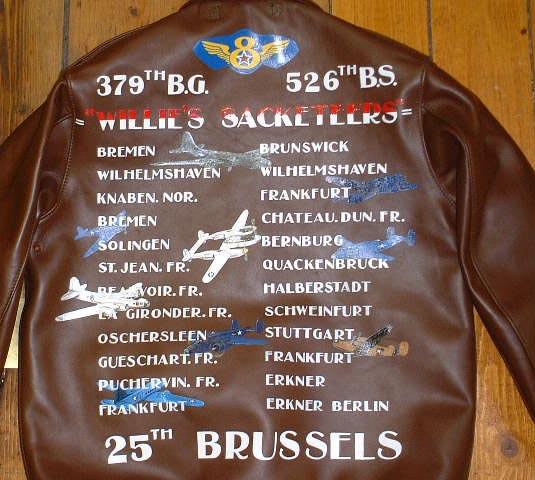 8
379TH B.G. 526TH B.S.
"WILLIE'S SACKETEERS"
BREMEN
WILHELMSHAVEN
KNABEN. NOR.
BREMEN
SOLINGEN
ST. JEAN. FR.
BEAUVOIR. FR.
LA GIRONDER. FR.
OSCHERSLEEN
GUESCHART. FR.
PUCHERVIN. FR.
FRANKFURT
BRUNSWICK
WILHELMSHAVEN
FRANKFURT
CHATEAU. DUN. FR.
BERNBURG
QUACKENBRUCK
HALBERSTADT
SCHWEINFURT
STUTTGART
FRANKFURT
ERKNER
ERKNER BERLIN
25TH BRUSSELS